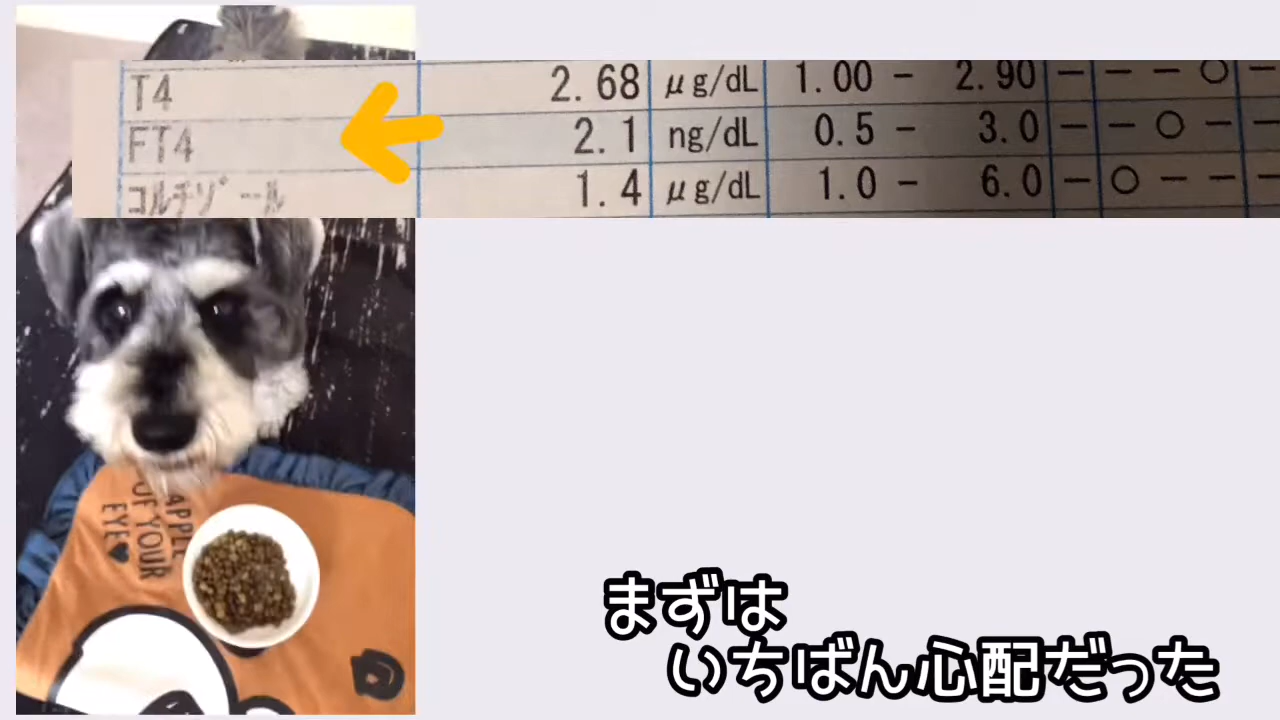 T4 2.68 μg/dL 1.00 - 2.90 - - - ○ -
FT4 2.1 ng/dL 0.5 - 3.0 - - ○ - -
コルチゾール 1.4 μg/dL 1.0 - 6.0 - ○ - - -
APPLE
OF YOUR
EYE♥
まずは
いちばん心配だった